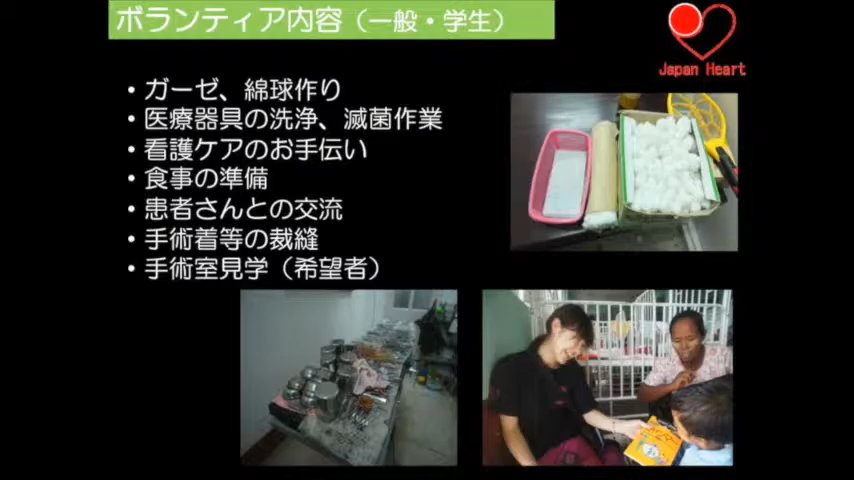 ボランティア内容（一般・学生）
Japan Heart
・ガーゼ、綿球作り
・医療器具の洗浄、滅菌作業
・看護ケアのお手伝い
・食事の準備
・患者さんとの交流
・手術着等の裁縫
・手術室見学（希望者）